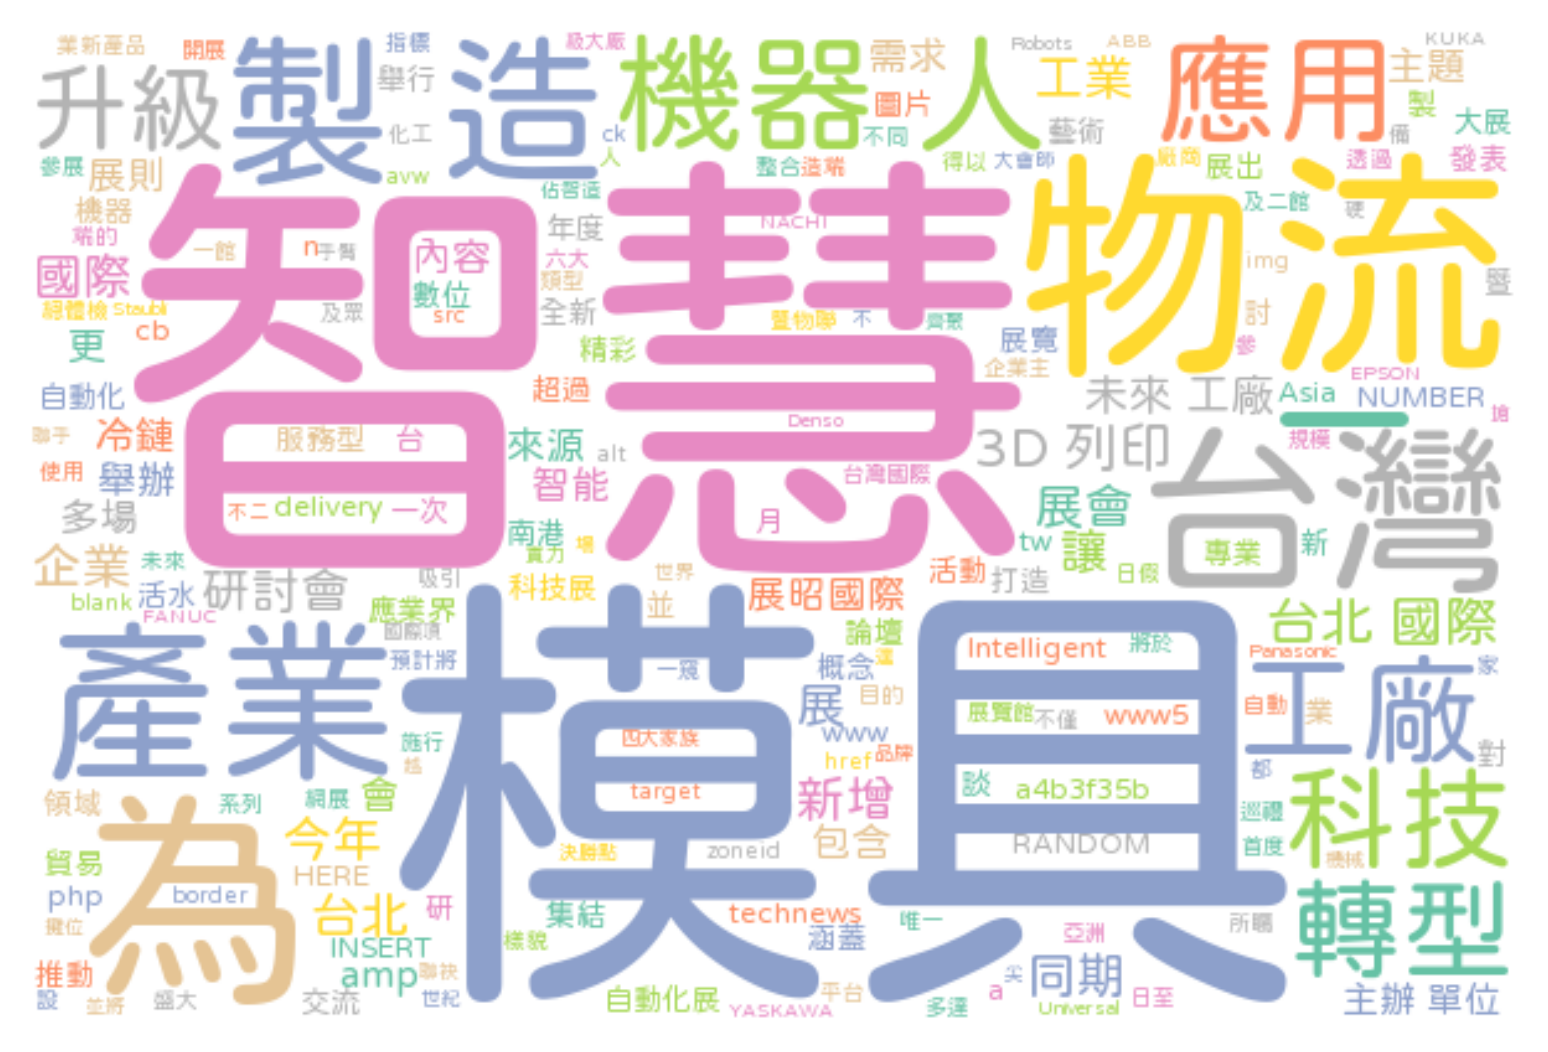 業新產品 開展 指標 級大廠 Robots ABB KUKA
升級 製造 舉行 機器人 需求 工業 應用 主題
圖片 製 大展
化工 ck 不同 藝術 備
參展 展則 avw 人 整合 造端 得以 大會師 廠商 展出 透過 發表
佔智造 智慧 物流
機器 年度 NACHI 及二館 硬
端的 一館 n 手臂 內容 六大
國際 數位 類型 img 暨
網體檢 Staubli 及眾 src 全新 暨物聯 不 齊聚 討
cb 更 精彩 展覽 參
企業主 EPSON
自動化 超過 未來 工廠 Asia NUMBER 搶
聯手 冷鏈 服務型 台 來源 alt Denso 3D 列印 一 規模 台灣
使用 舉辦 智能 台灣國際
多場 不二 delivery 一次 南港 月 展會
實力 場 tw 讓 專業 新
企業 未來 吸引 科技展 世界 活動 打造 日假
blank 活水 研討會 並 展昭國際
FANUC 應業界 論壇 台北 國際
產業 國際項 預計將 模具 一窺 概念 Intelligent 將於 Panasonic 工廠 家
展 目的 展覽館 不僅 www5 自動 業
施行 四大家族 www 品牌 都 對
越 href
領域 系列 網展 會 target 新增 談 a4b3f35b 巡禮 科技
為 今年 決勝點 zoneid 包含 RANDOM 首度 機械
貿易 HERE
php border 台北 研 集結 technews 唯一 所矚 轉型
攤位 INSERT 樣貌 涵蓋 亞洲
推動 amp 聯袂 尖 同期
設 並將 盛大 交流 世紀 自動化展 平台 a 日至 主辦 單位
YASKAWA 多達 Universal